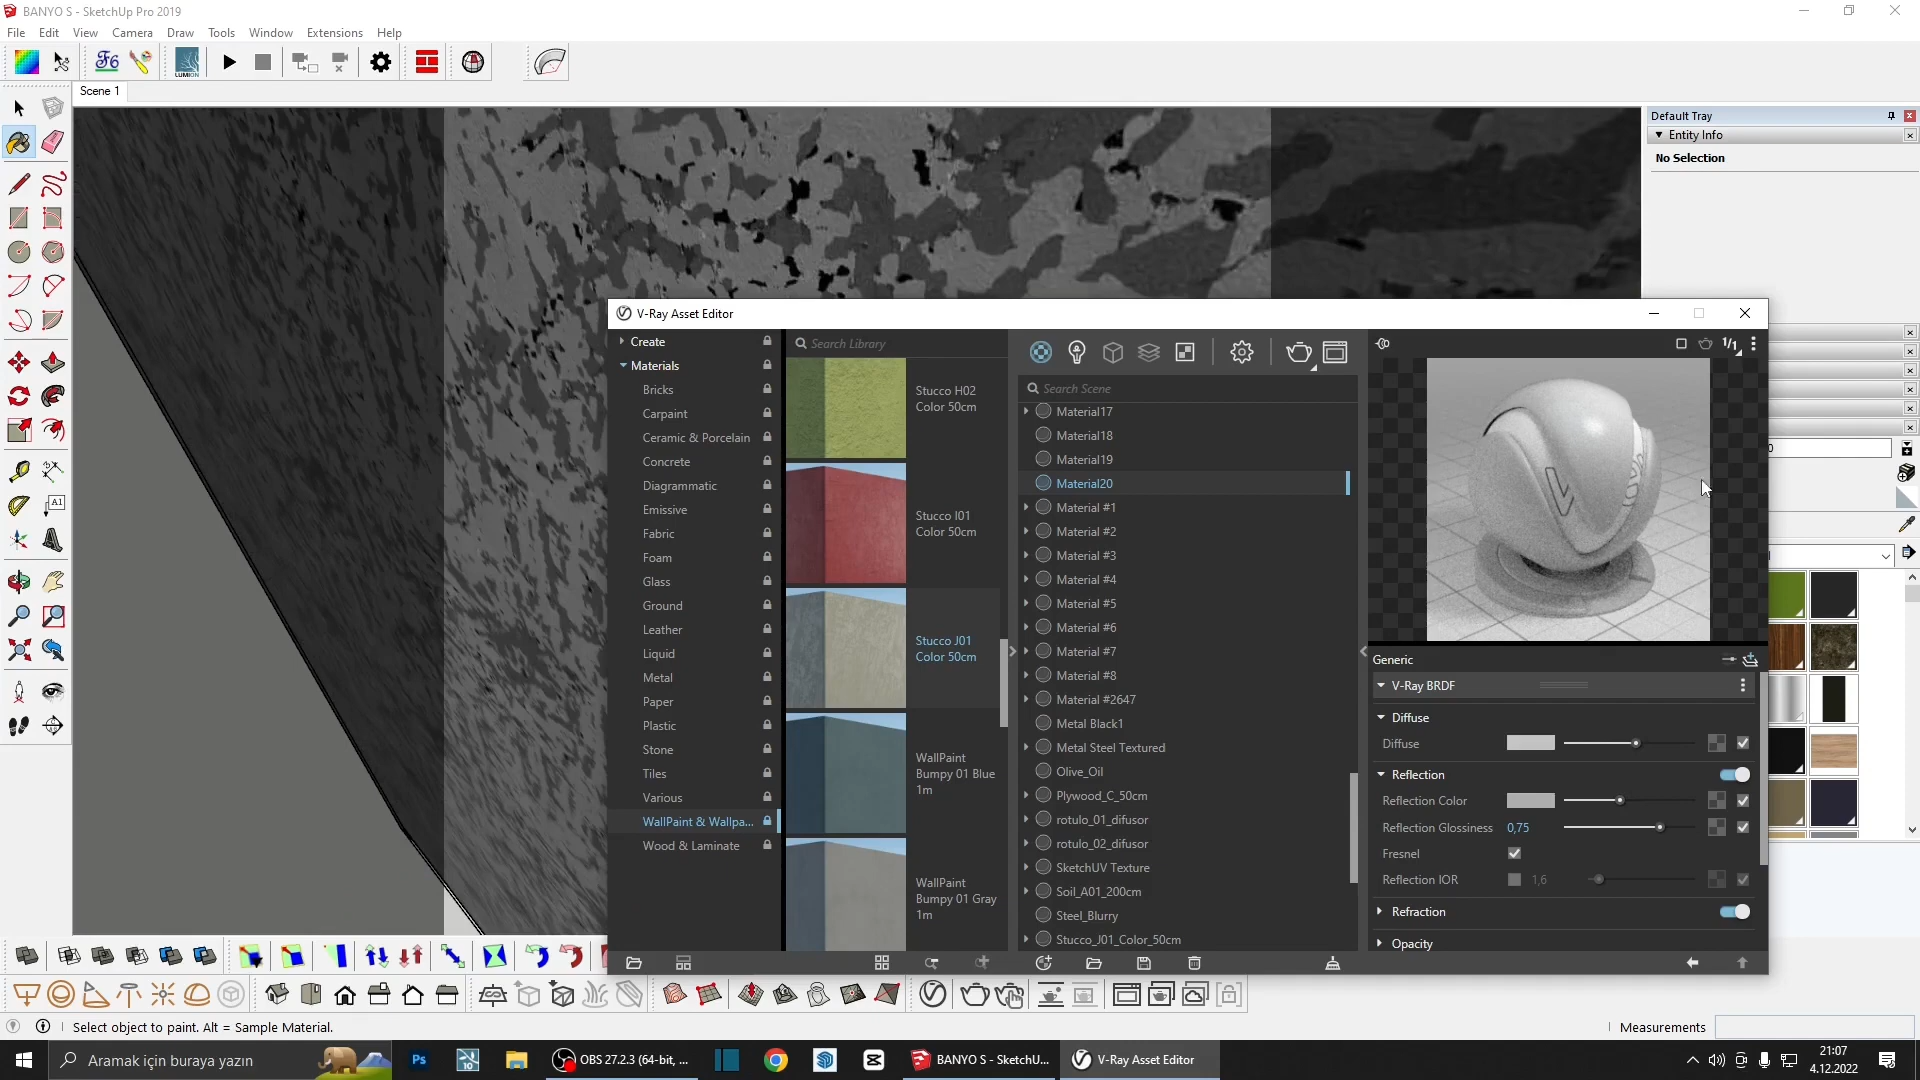 BANYO S - SketchUp Pro 2019
File Edit View Camera Draw Tools Window Extensions Help
LUMION
Scene 1
Default Tray
Entity Info
No Selection
V-Ray Asset Editor
Create
Materials
Bricks
Carpaint
Ceramic & Porcelain
Concrete
Diagrammatic
Emissive
Fabric
Foam
Glass
Ground
Leather
Liquid
Metal
Paper
Plastic
Stone
Tiles
Various
WallPaint & Wallpa...
Wood & Laminate
Search Library
Stucco H02
Color 50cm
Stucco I01
Color 50cm
Stucco J01
Color 50cm
WallPaint
Bumpy 01 Blue
1m
WallPaint
Bumpy 01 Gray
1m
Search Scene
Material17
Material18
Material19
Material20
Material #1
Material #2
Material #3
Material #4
Material #5
Material #6
Material #7
Material #8
Material #2647
Metal Black1
Metal Steel Textured
Olive_Oil
Plywood_C_50cm
rotulo_01_difusor
rotulo_02_difusor
SketchUV Texture
Soil_A01_200cm
Steel_Blurry
Stucco_J01_Color_50cm
1/1
Generic
V-Ray BRDF
Diffuse
Diffuse
Reflection
Reflection Color
Reflection Glossiness 0,75
Fresnel
Reflection IOR 1,6
Refraction
Opacity
Select object to paint. Alt = Sample Material.
Measurements
Aramak için buraya yazın
Ps
10
OBS 27.2.3 (64-bit, ...
BANYO S - SketchU...
V-Ray Asset Editor
21:07
4.12.2022